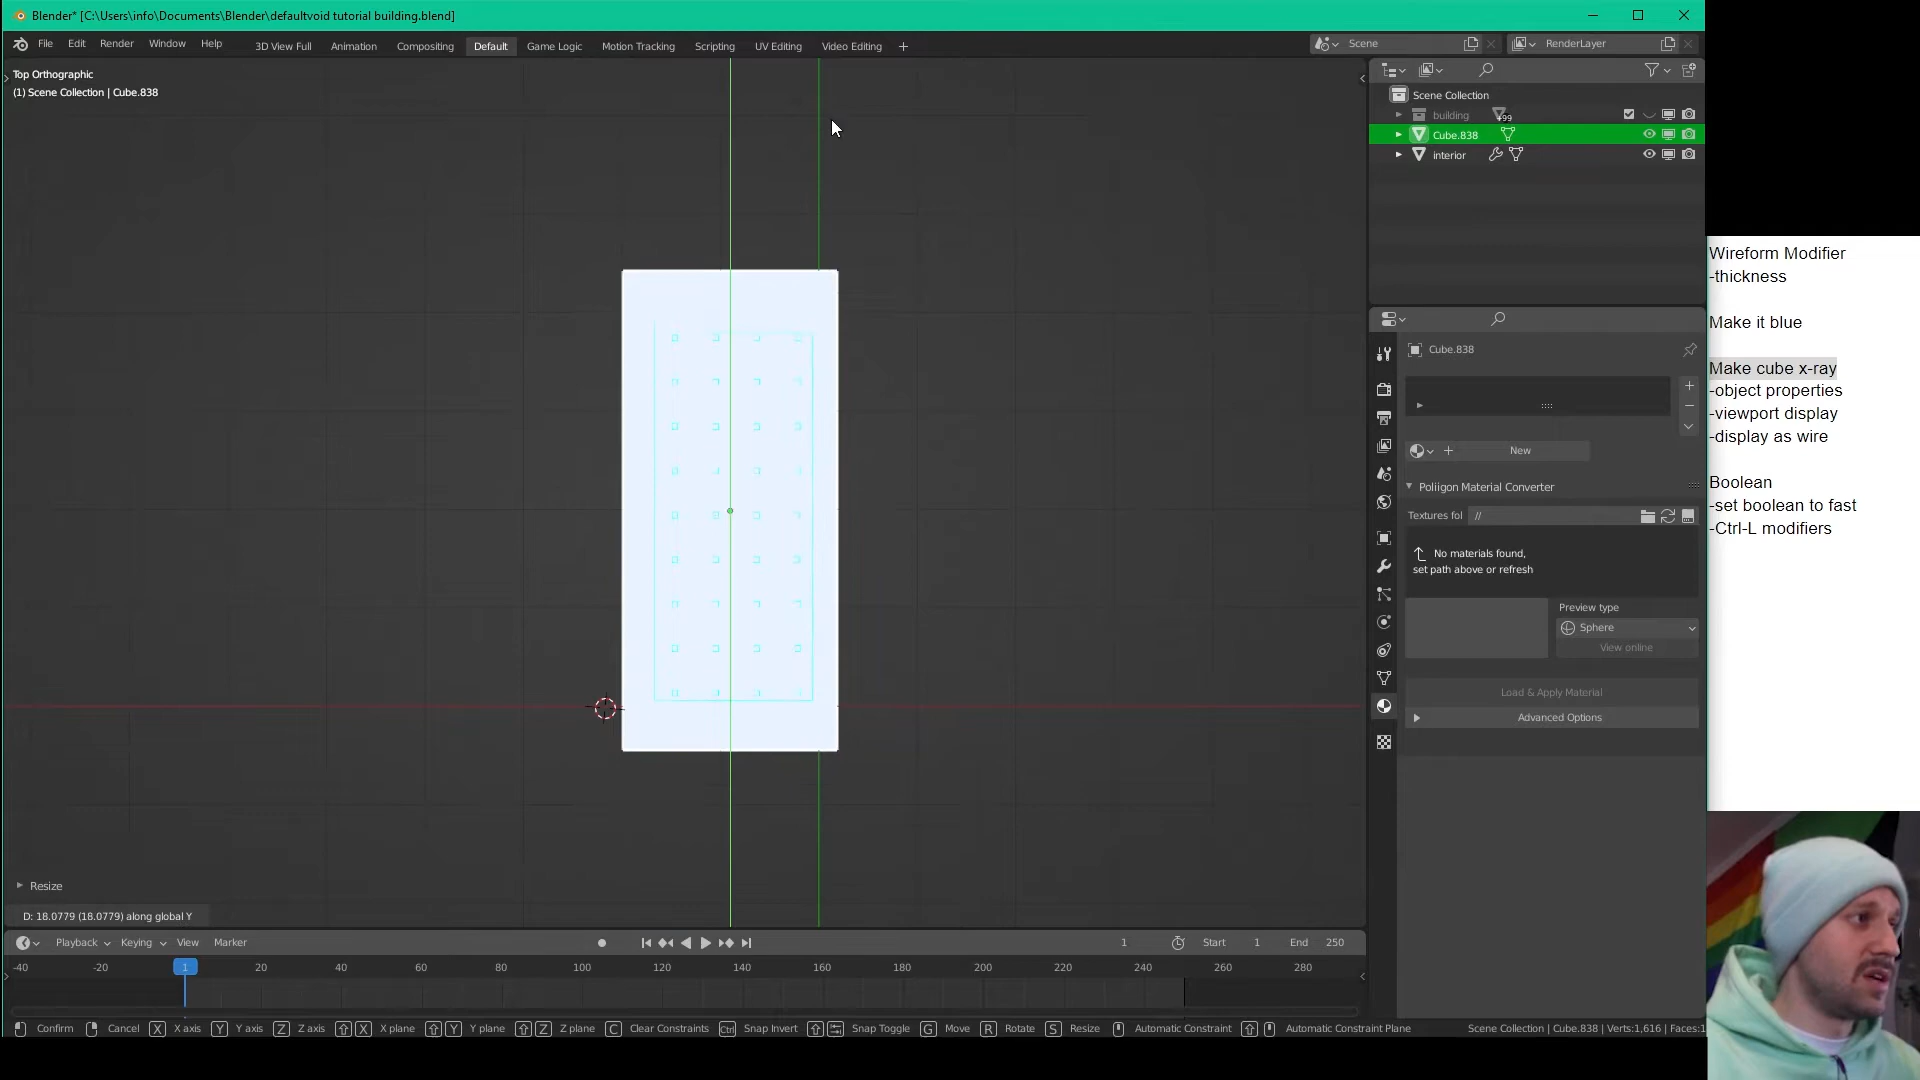 Blender* [C:\Users\info\Documents\Blender\defaultvoid tutorial building.blend]
File Edit Render Window Help 3D View Full Animation Compositing Default Game Logic Motion Tracking Scripting UV Editing Video Editing + Scene RenderLayer
Top Orthographic
(1) Scene Collection | Cube.838
Scene Collection
building +99
Cube.838
interior
Cube.838
New
Poliigon Material Converter
Textures fol //
No materials found,
set path above or refresh
Preview type
Sphere
View online
Load & Apply Material
Advanced Options
Resize
D: 18.0779 (18.0779) along global Y
Playback Keying View Marker 1 Start 1 End 250
-40 -20 1 20 40 60 80 100 120 140 160 180 200 220 240 260 280
Confirm Cancel X X axis Y Y axis Z Z axis X X plane Y Y plane Z Z plane C Clear Constraints Ctrl Snap Invert Snap Toggle G Move R Rotate S Resize Automatic Constraint Automatic Constraint Plane Scene Collection | Cube.838 | Verts:1,616 | Faces:1
Wireform Modifier
-thickness
Make it blue
Make cube x-ray
-object properties
-viewport display
-display as wire
Boolean
-set boolean to fast
-Ctrl-L modifiers